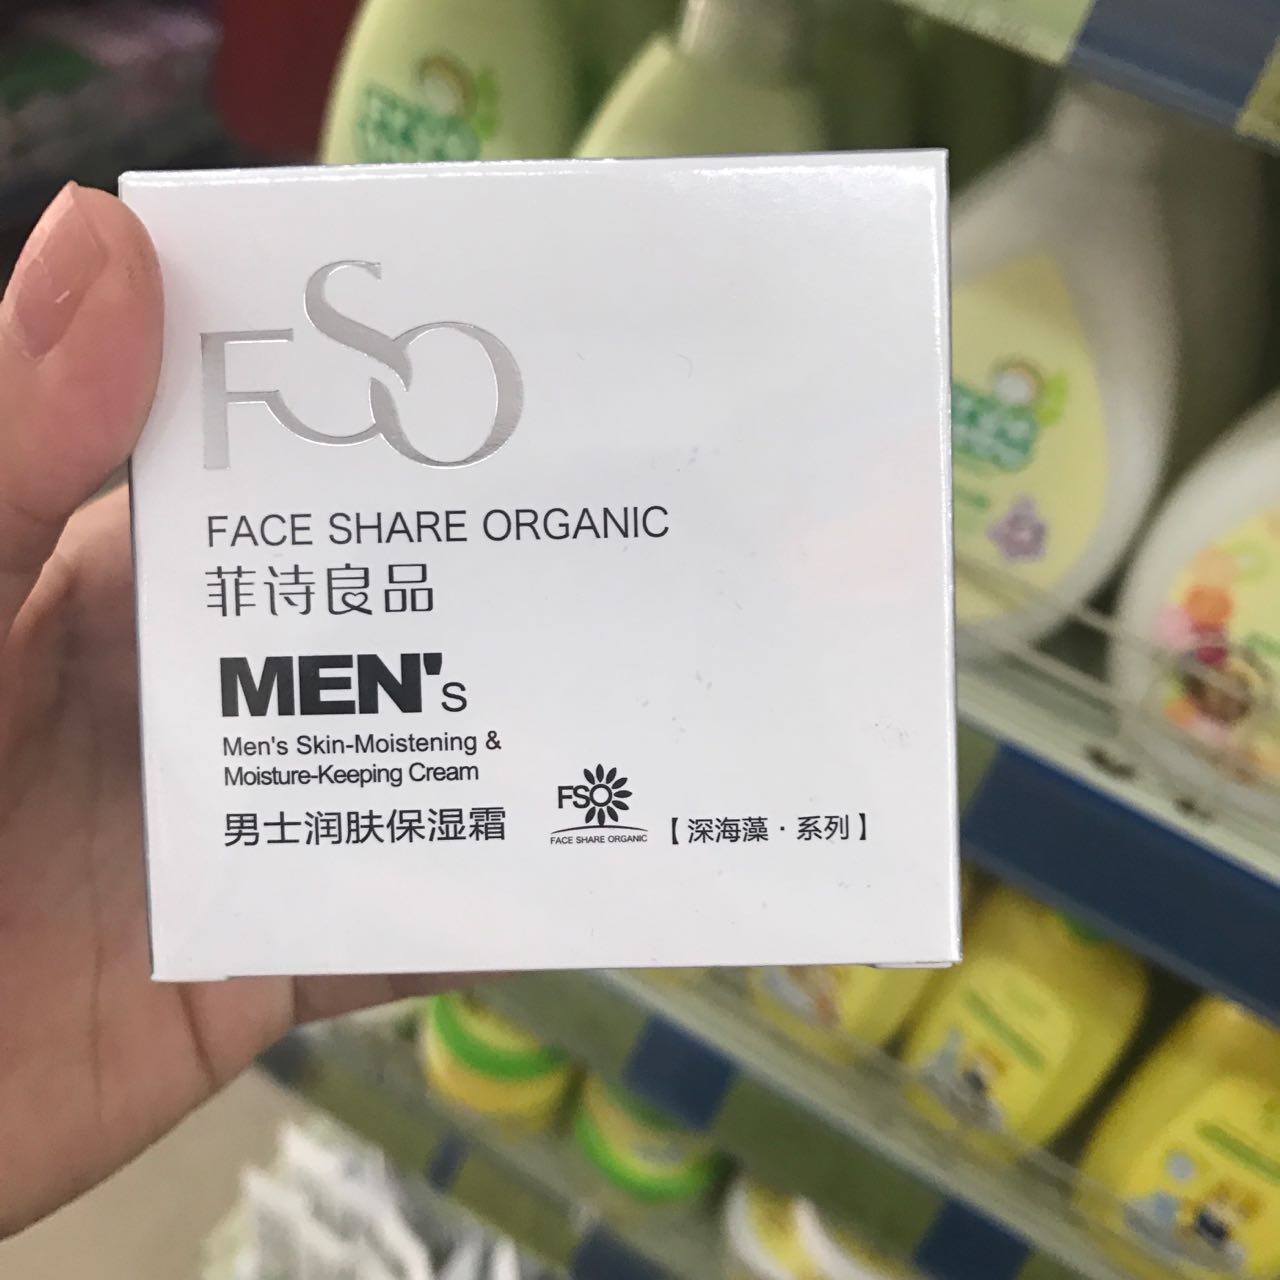 FSO
FACE SHARE ORGANIC
菲诗良品
MEN's
Men's Skin-Moistening &
Moisture-Keeping Cream
男士润肤保湿霜
FSO
FACE SHARE ORGANIC
【深海藻·系列】